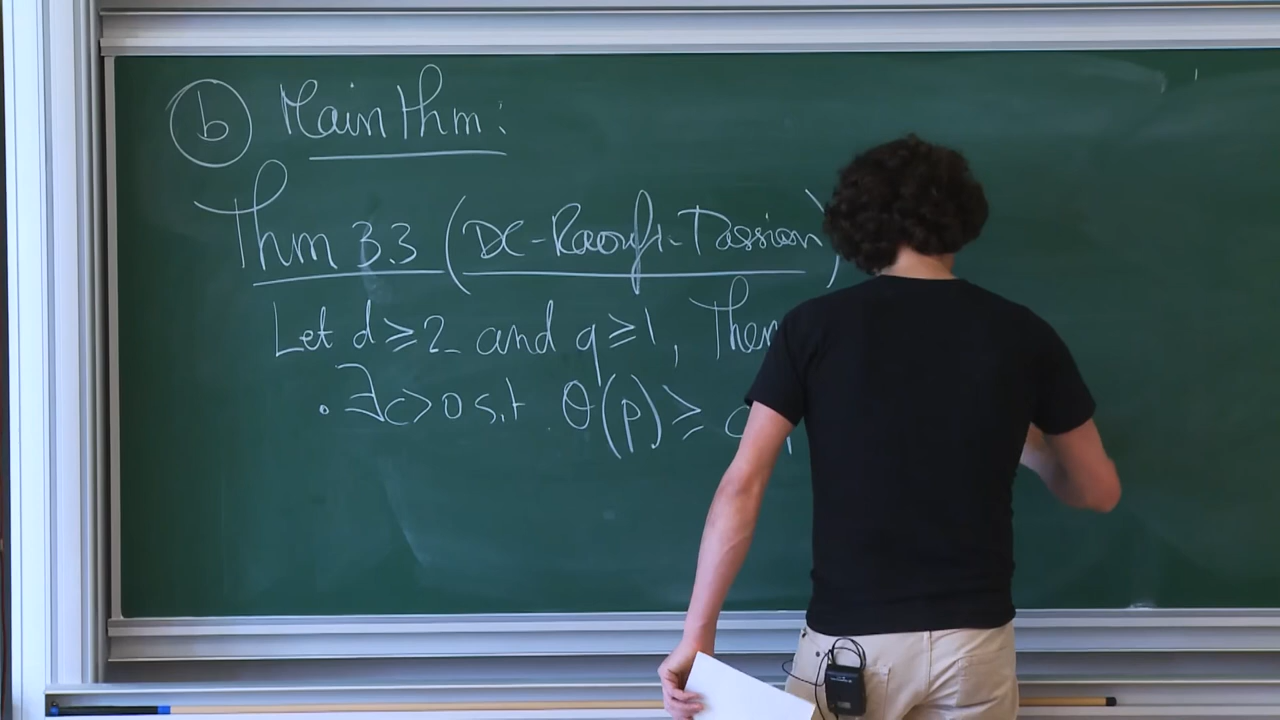 b Main thm:
Thm 3.3 (DC-Raoufi-Tassion)
Let d ≥ 2 and q ≥ 1, Then
• ∃c>0 s.t. θ(p) ≥ c